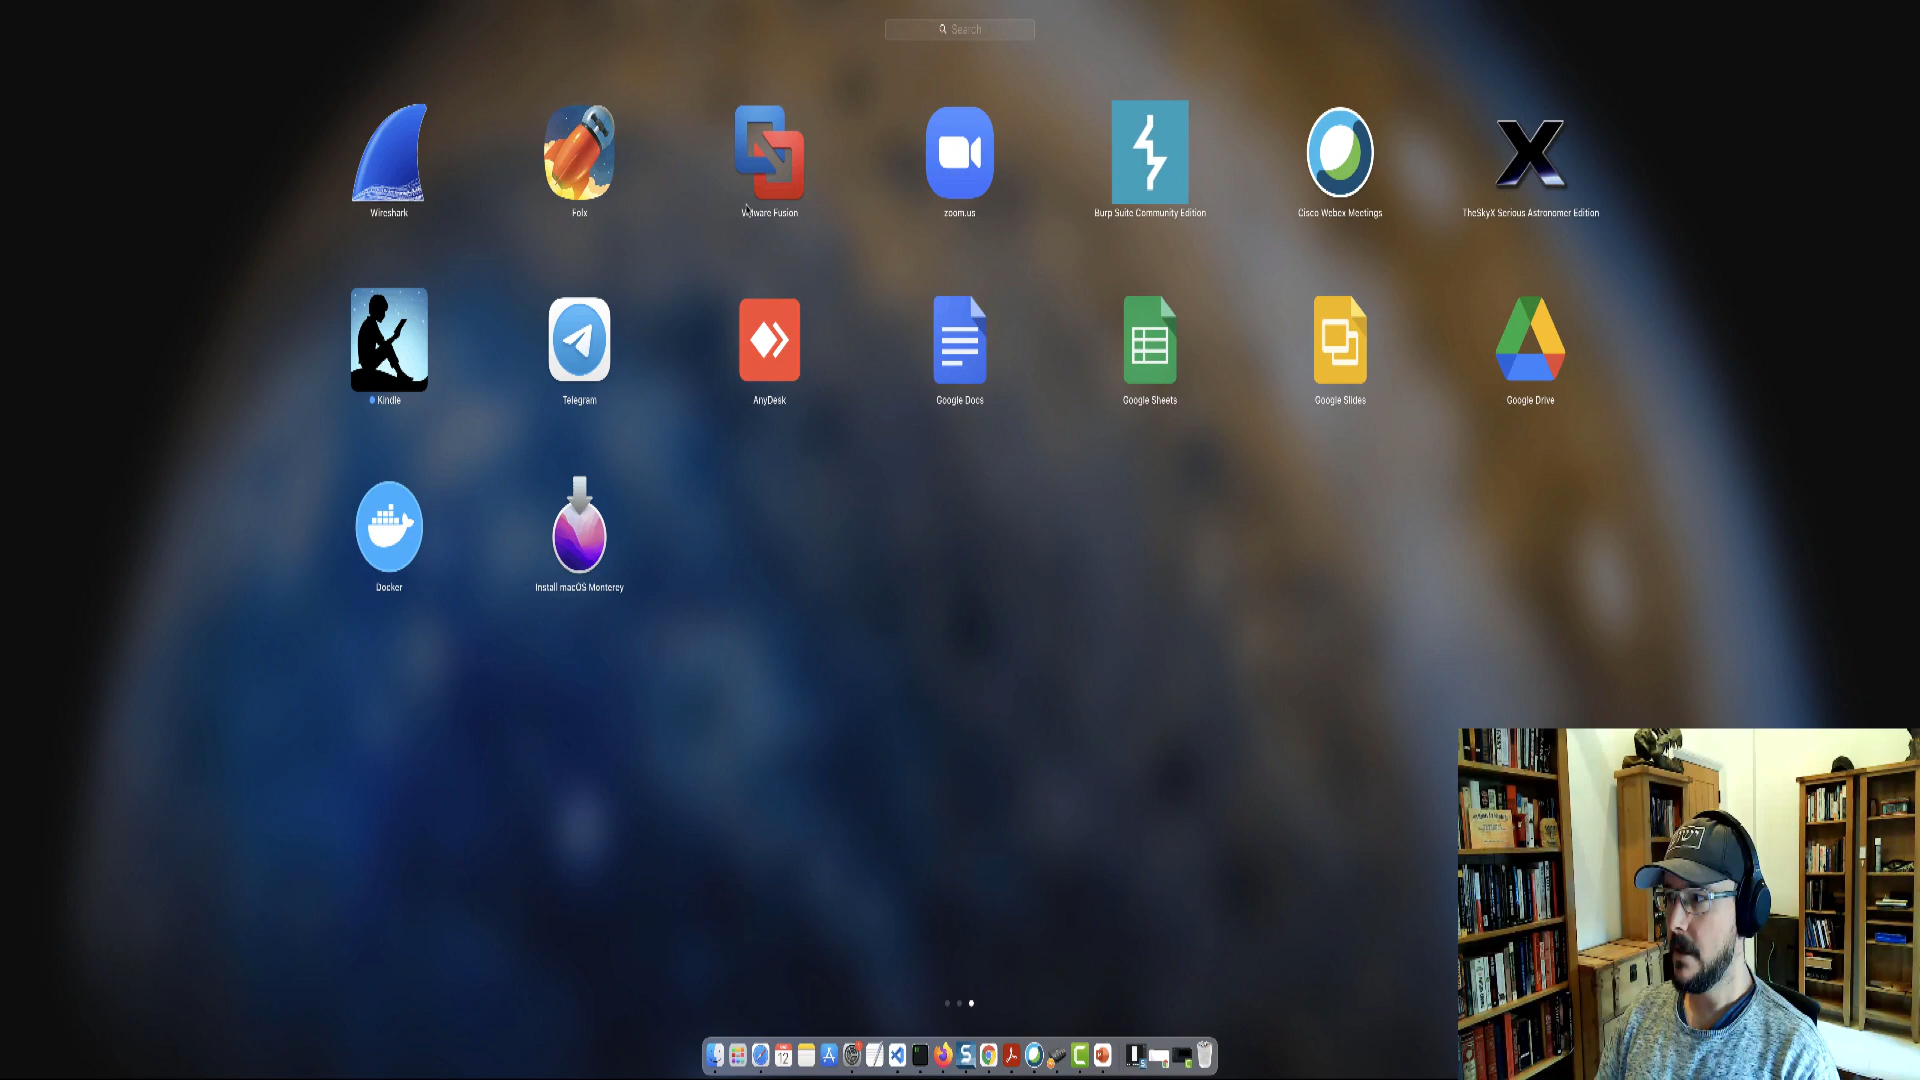 Search
Wireshark
Folx
VMware Fusion
zoom.us
Burp Suite Community Edition
Cisco Webex Meetings
TheSkyX Serious Astronomer Edition
Kindle
Telegram
AnyDesk
Google Docs
Google Sheets
Google Slides
Google Drive
Docker
Install macOS Monterey
12